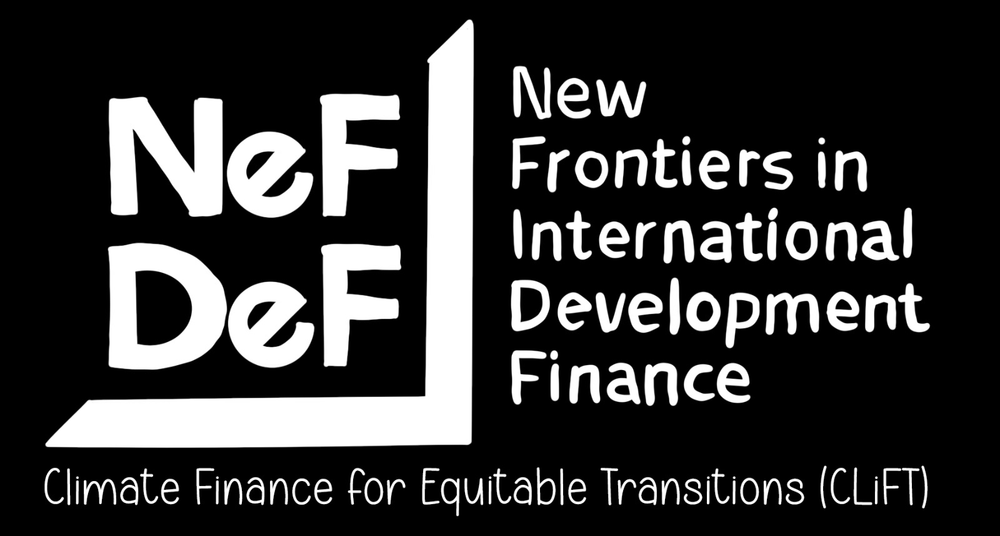 NeF
DeF
New
Frontiers in
International
Development
Finance
Climate Finance for Equitable Transitions (CLiFT)